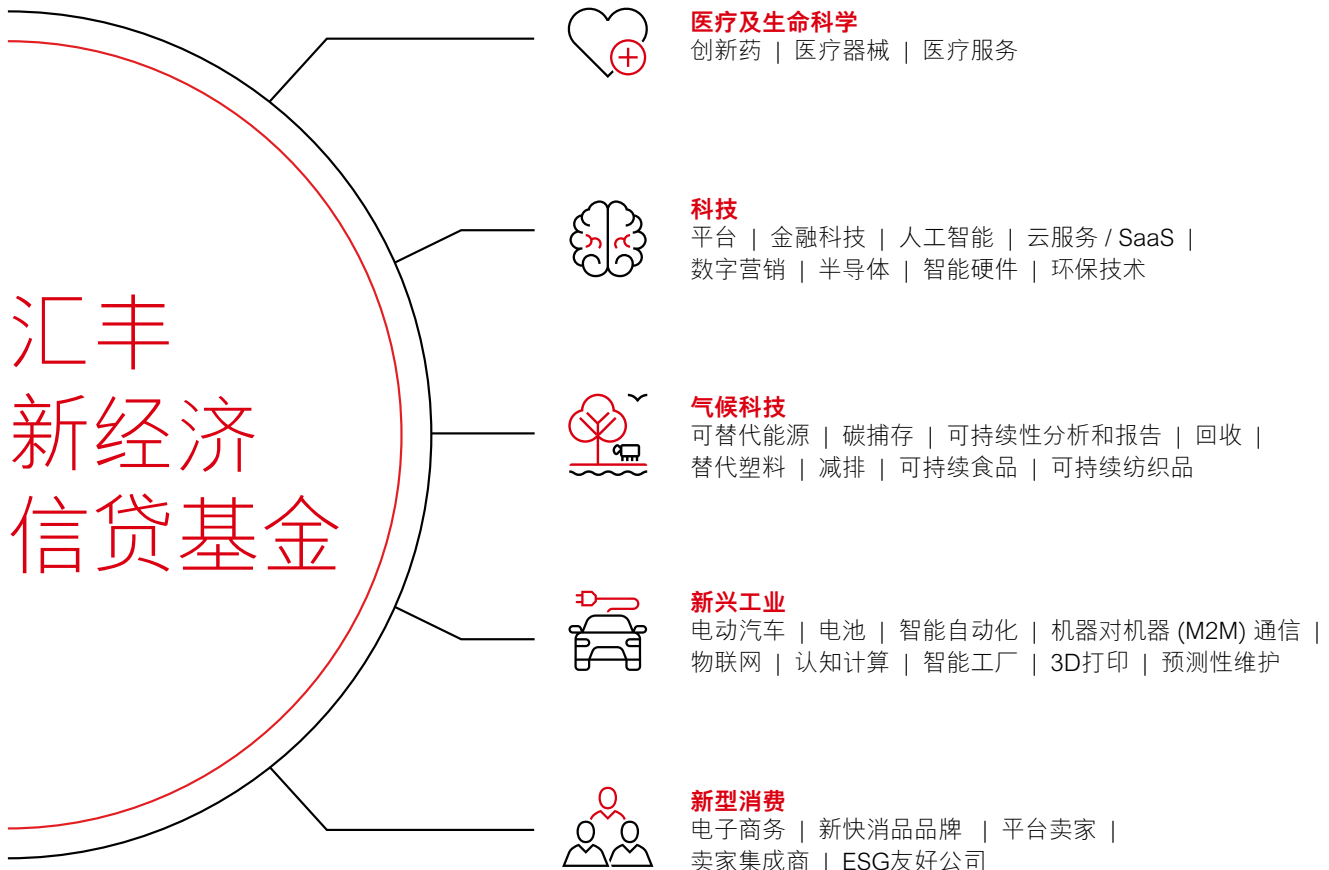 汇丰
新经济
信贷基金
医疗及生命科学
创新药 | 医疗器械 | 医疗服务
科技
平台 | 金融科技 | 人工智能 | 云服务 / SaaS |
数字营销 | 半导体 | 智能硬件 | 环保技术
气候科技
可替代能源 | 碳捕存 | 可持续性分析和报告 | 回收 |
替代塑料 | 减排 | 可持续食品 | 可持续纺织品
新兴工业
电动汽车 | 电池 | 智能自动化 | 机器对机器 (M2M) 通信 |
物联网 | 认知计算 | 智能工厂 | 3D打印 | 预测性维护
新型消费
电子商务 | 新快消品品牌 | 平台卖家 |
卖家集成商 | ESG友好公司